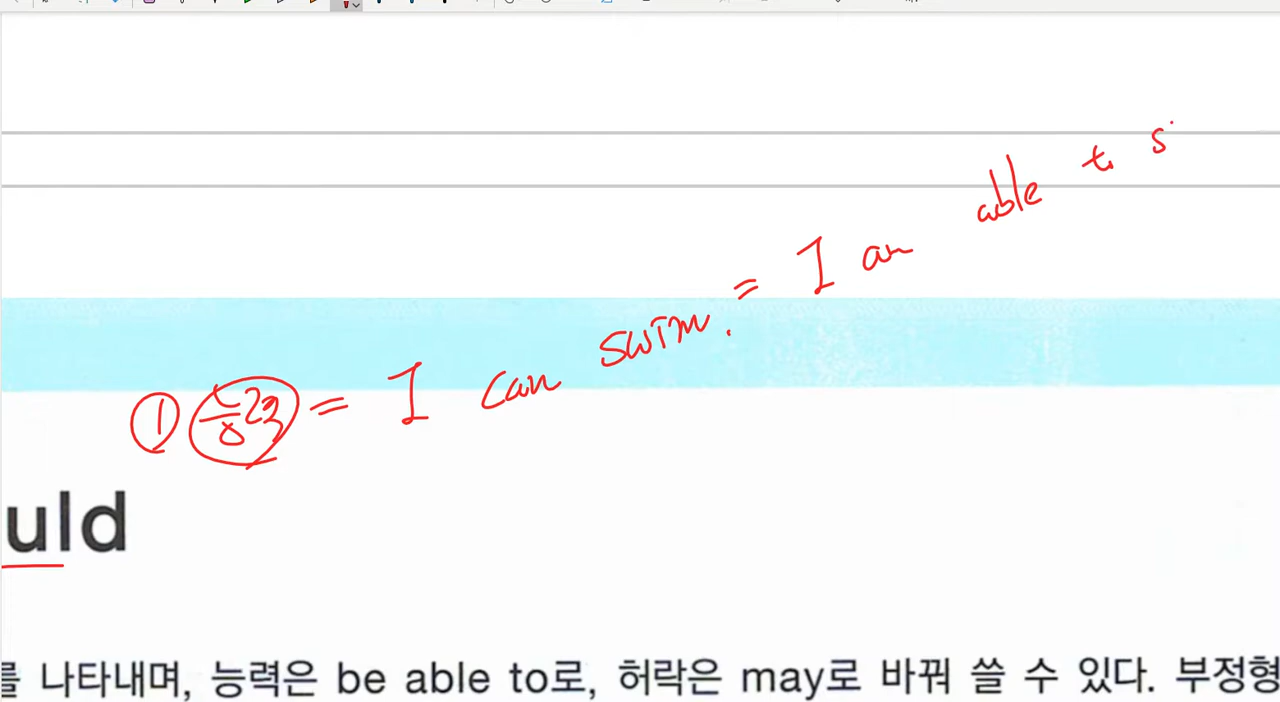 ① 능력 = I can swim. = I am able to s
uld
를 나타내며, 능력은 be able to로, 허락은 may로 바꿔 쓸 수 있다. 부정형